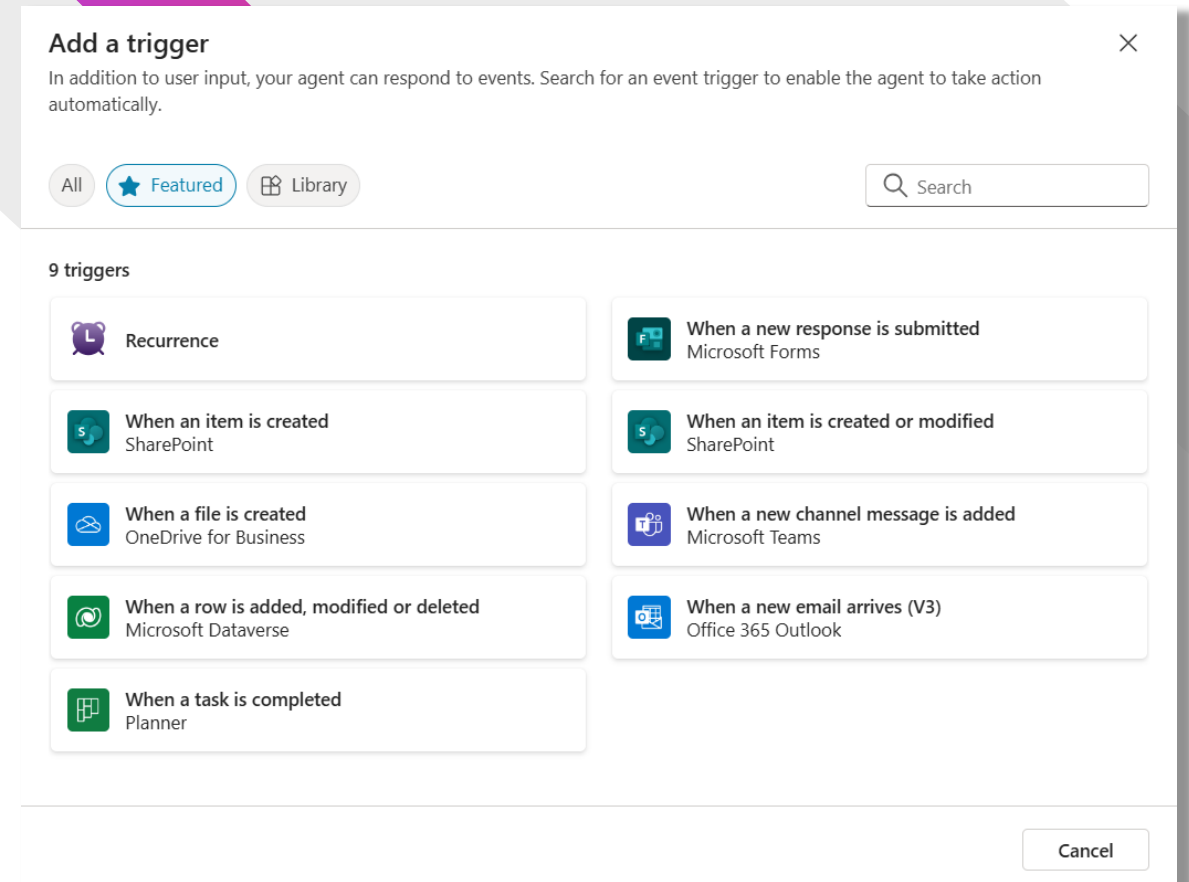 Add a trigger
In addition to user input, your agent can respond to events. Search for an event trigger to enable the agent to take action
automatically.
All
Featured
Library
Search
9 triggers
Recurrence
When a new response is submitted
Microsoft Forms
When an item is created
SharePoint
When an item is created or modified
SharePoint
When a file is created
OneDrive for Business
When a new channel message is added
Microsoft Teams
When a row is added, modified or deleted
Microsoft Dataverse
When a new email arrives (V3)
Office 365 Outlook
When a task is completed
Planner
Cancel